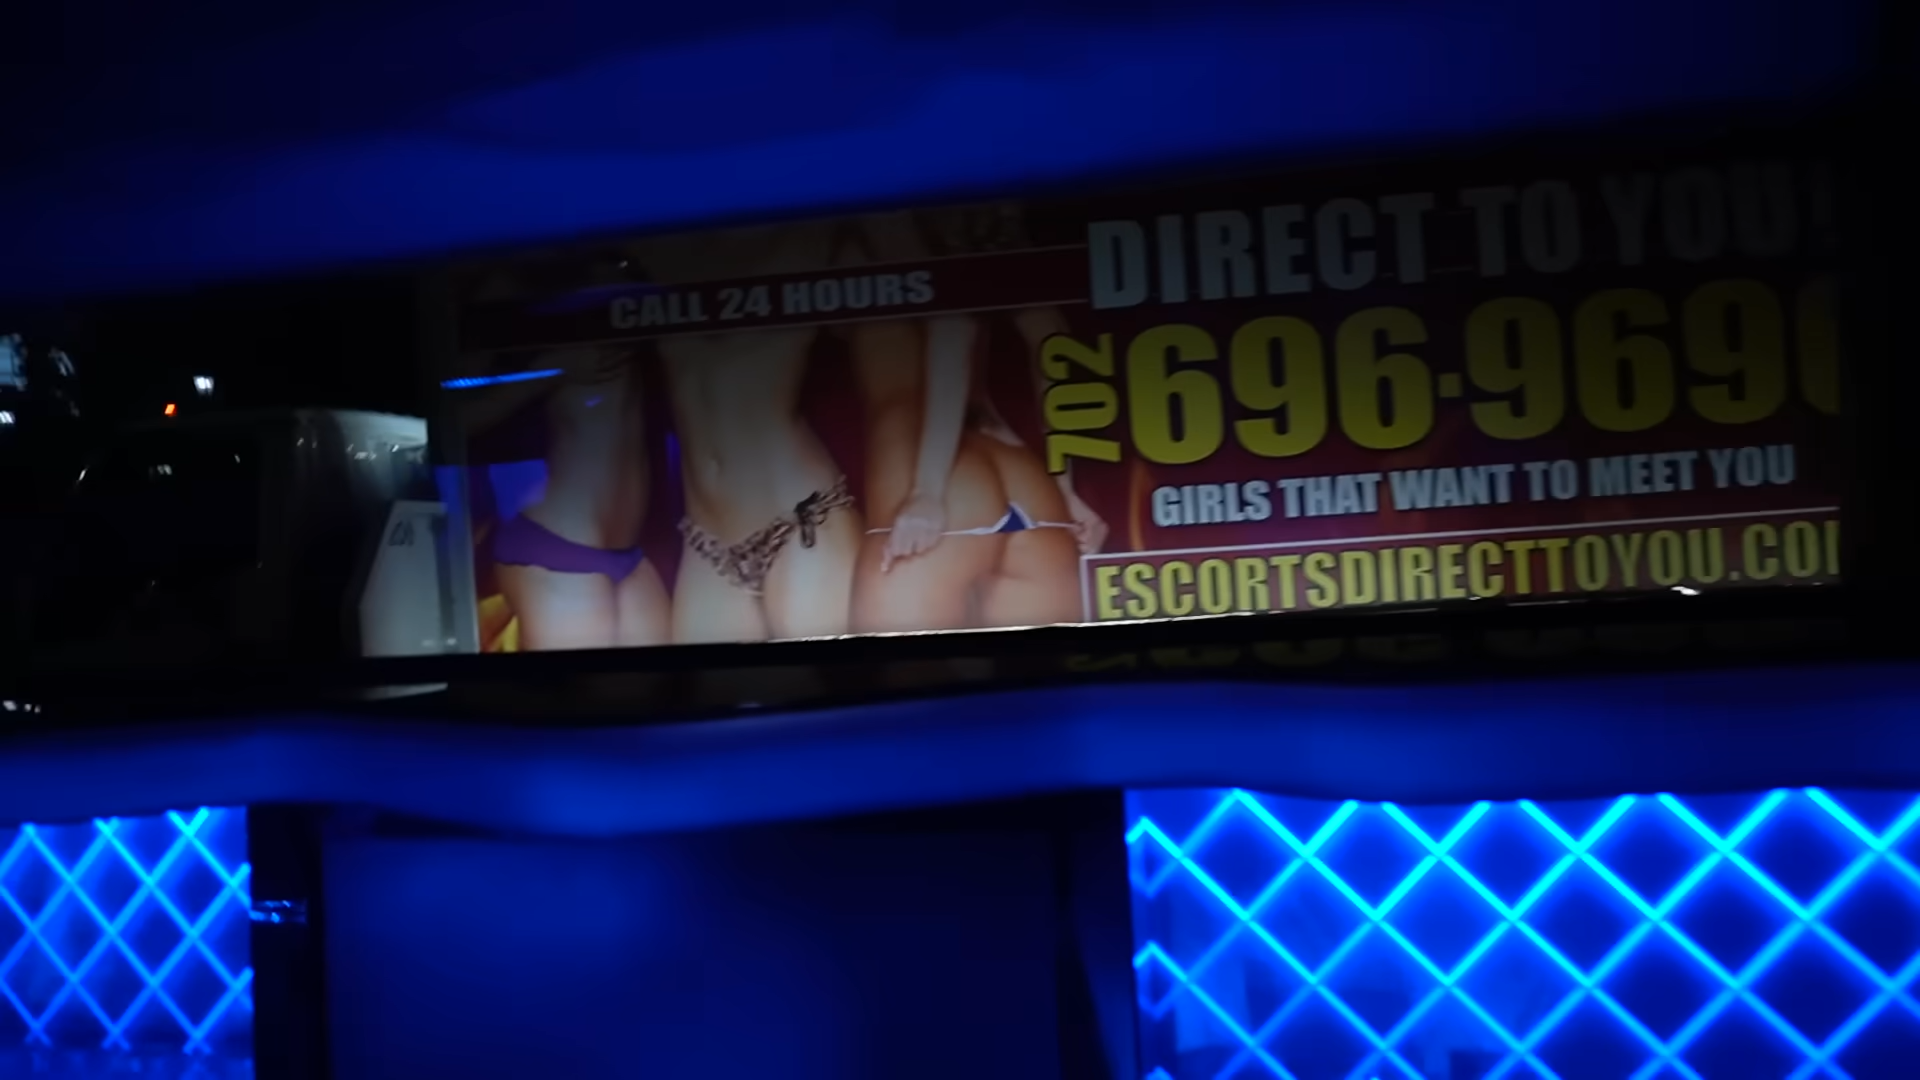 CALL 24 HOURS
DIRECT TO YOU!
702
696-969
GIRLS THAT WANT TO MEET YOU
ESCORTSDIRECTTOYOU.CO